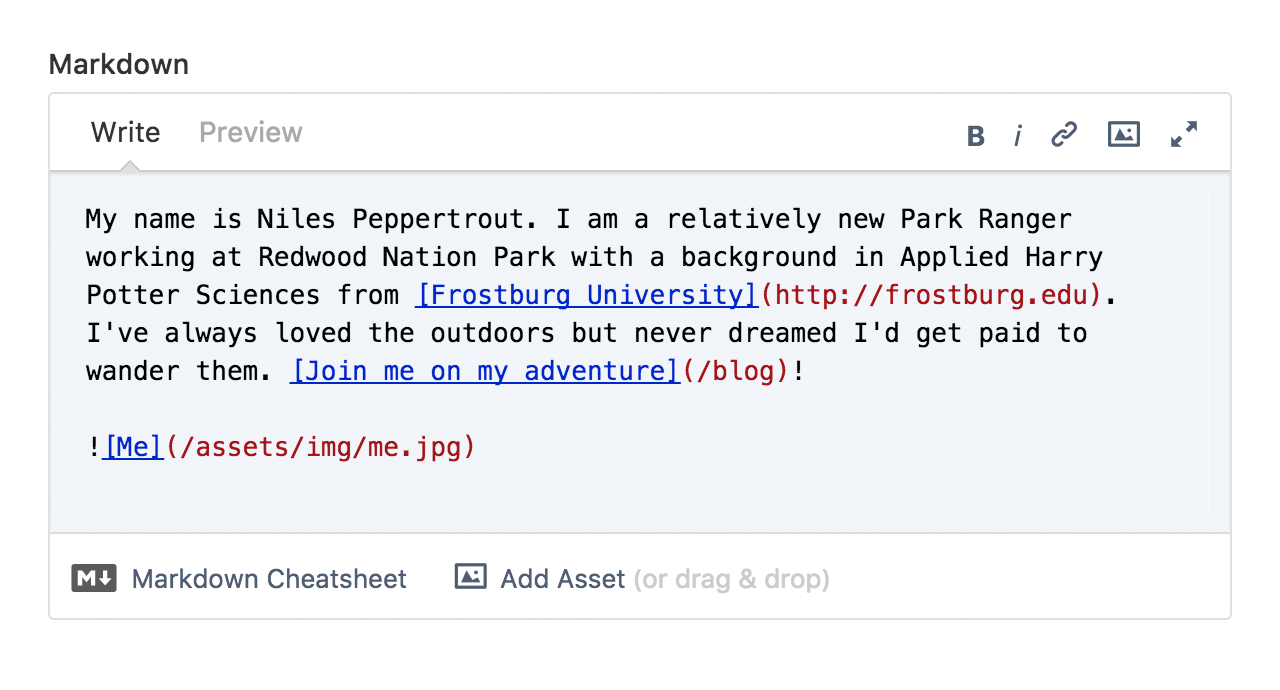 Markdown
Write Preview B i
My name is Niles Peppertrout. I am a relatively new Park Ranger
working at Redwood Nation Park with a background in Applied Harry
Potter Sciences from [Frostburg University](http://frostburg.edu).
I've always loved the outdoors but never dreamed I'd get paid to
wander them. [Join me on my adventure](/blog)!
![Me](/assets/img/me.jpg)
M Markdown Cheatsheet Add Asset (or drag & drop)